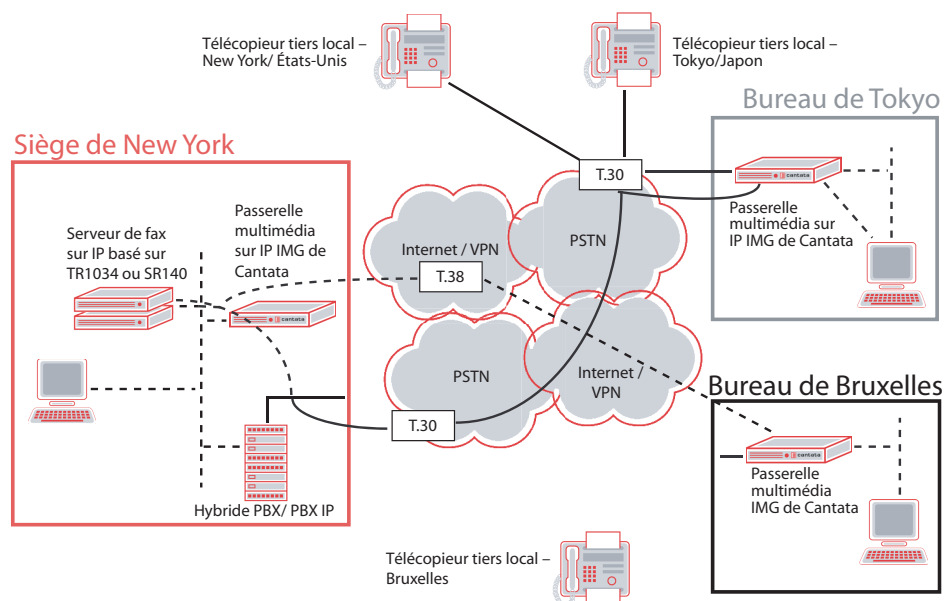 Télécopieur tiers local –
New York/ États-Unis
Télécopieur tiers local –
Tokyo/Japon
Bureau de Tokyo
Siège de New York
T.30
cantata
Passerelle
multimédia
sur IP IMG de
Cantata
Serveur de fax
sur IP basé sur
TR1034 ou SR140
Internet / VPN
PSTN
Passerelle
multimédia sur
IP IMG de
Cantata
T.38
cantata
PSTN
Internet /
VPN
Bureau de Bruxelles
T.30
cantata
Passerelle
multimédia
IMG de Cantata
Hybride PBX/ PBX IP
Télécopieur tiers local –
Bruxelles